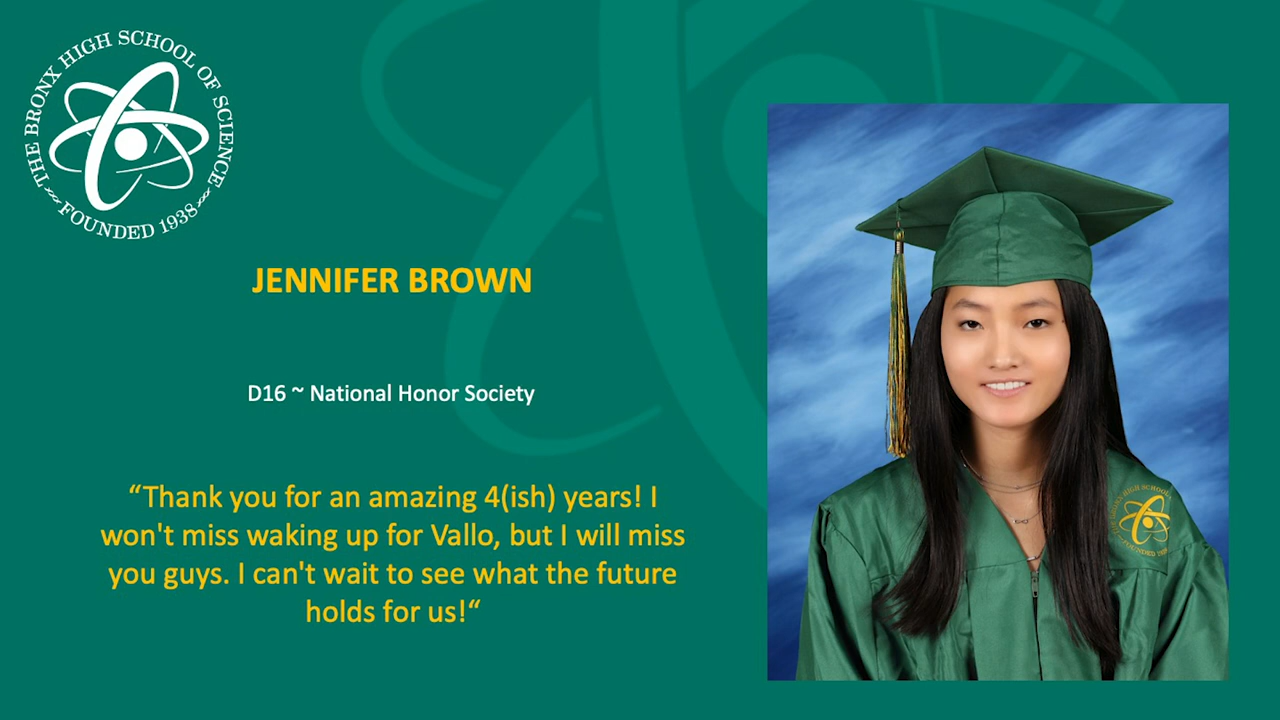 THE BRONX HIGH SCHOOL OF SCIENCE
FOUNDED 1938
JENNIFER BROWN
D16 ~ National Honor Society
“Thank you for an amazing 4(ish) years! I
won't miss waking up for Vallo, but I will miss
you guys. I can't wait to see what the future
holds for us!“